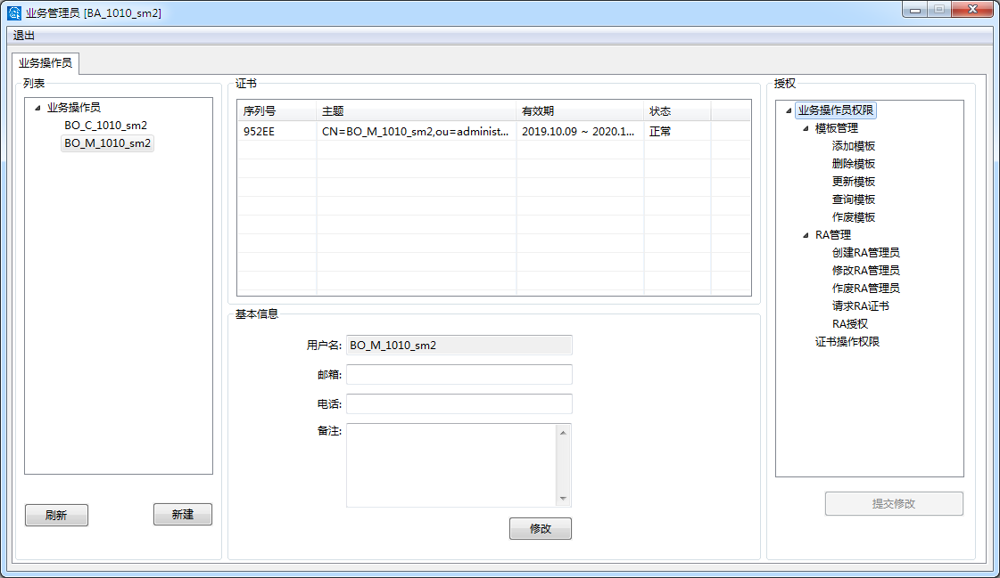 业务管理员 [BA_1010_sm2]
退出
业务操作员
列表
业务操作员
BO_C_1010_sm2
BO_M_1010_sm2
刷新
新建
证书
序列号 主题 有效期 状态
952EE CN=BO_M_1010_sm2,ou=administ... 2019.10.09 ~ 2020.1... 正常
基本信息
用户名: BO_M_1010_sm2
邮箱:
电话:
备注:
修改
授权
业务操作员权限
模板管理
添加模板
删除模板
更新模板
查询模板
作废模板
RA管理
创建RA管理员
修改RA管理员
作废RA管理员
请求RA证书
RA授权
证书操作权限
提交修改